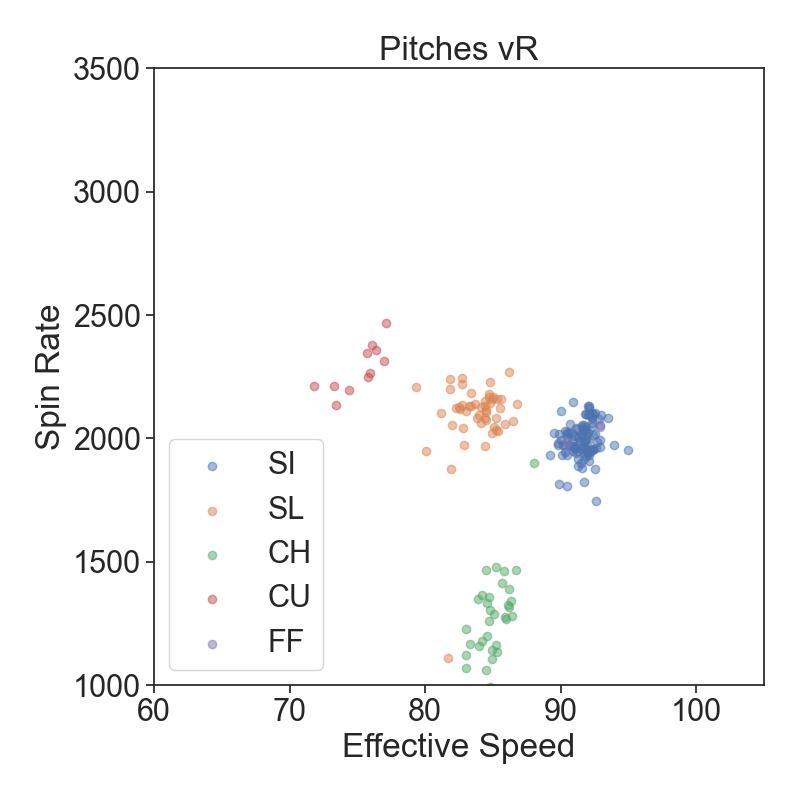 Pitches vR
3500
3000
2500
2000
1500
1000
Spin Rate
SI
SL
CH
CU
FF
60 70 80 90 100
Effective Speed